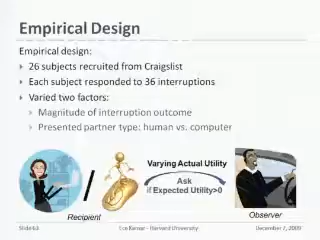 Empirical Design
Empirical design:
26 subjects recruited from Craigslist
Each subject responded to 36 interruptions
Varied two factors:
Magnitude of interruption outcome
Presented partner type: human vs. computer
Varying Actual Utility
Ask
if Expected Utility>0
/
Recipient
Observer
Ece Kamar - Harvard University
December 2, 2009